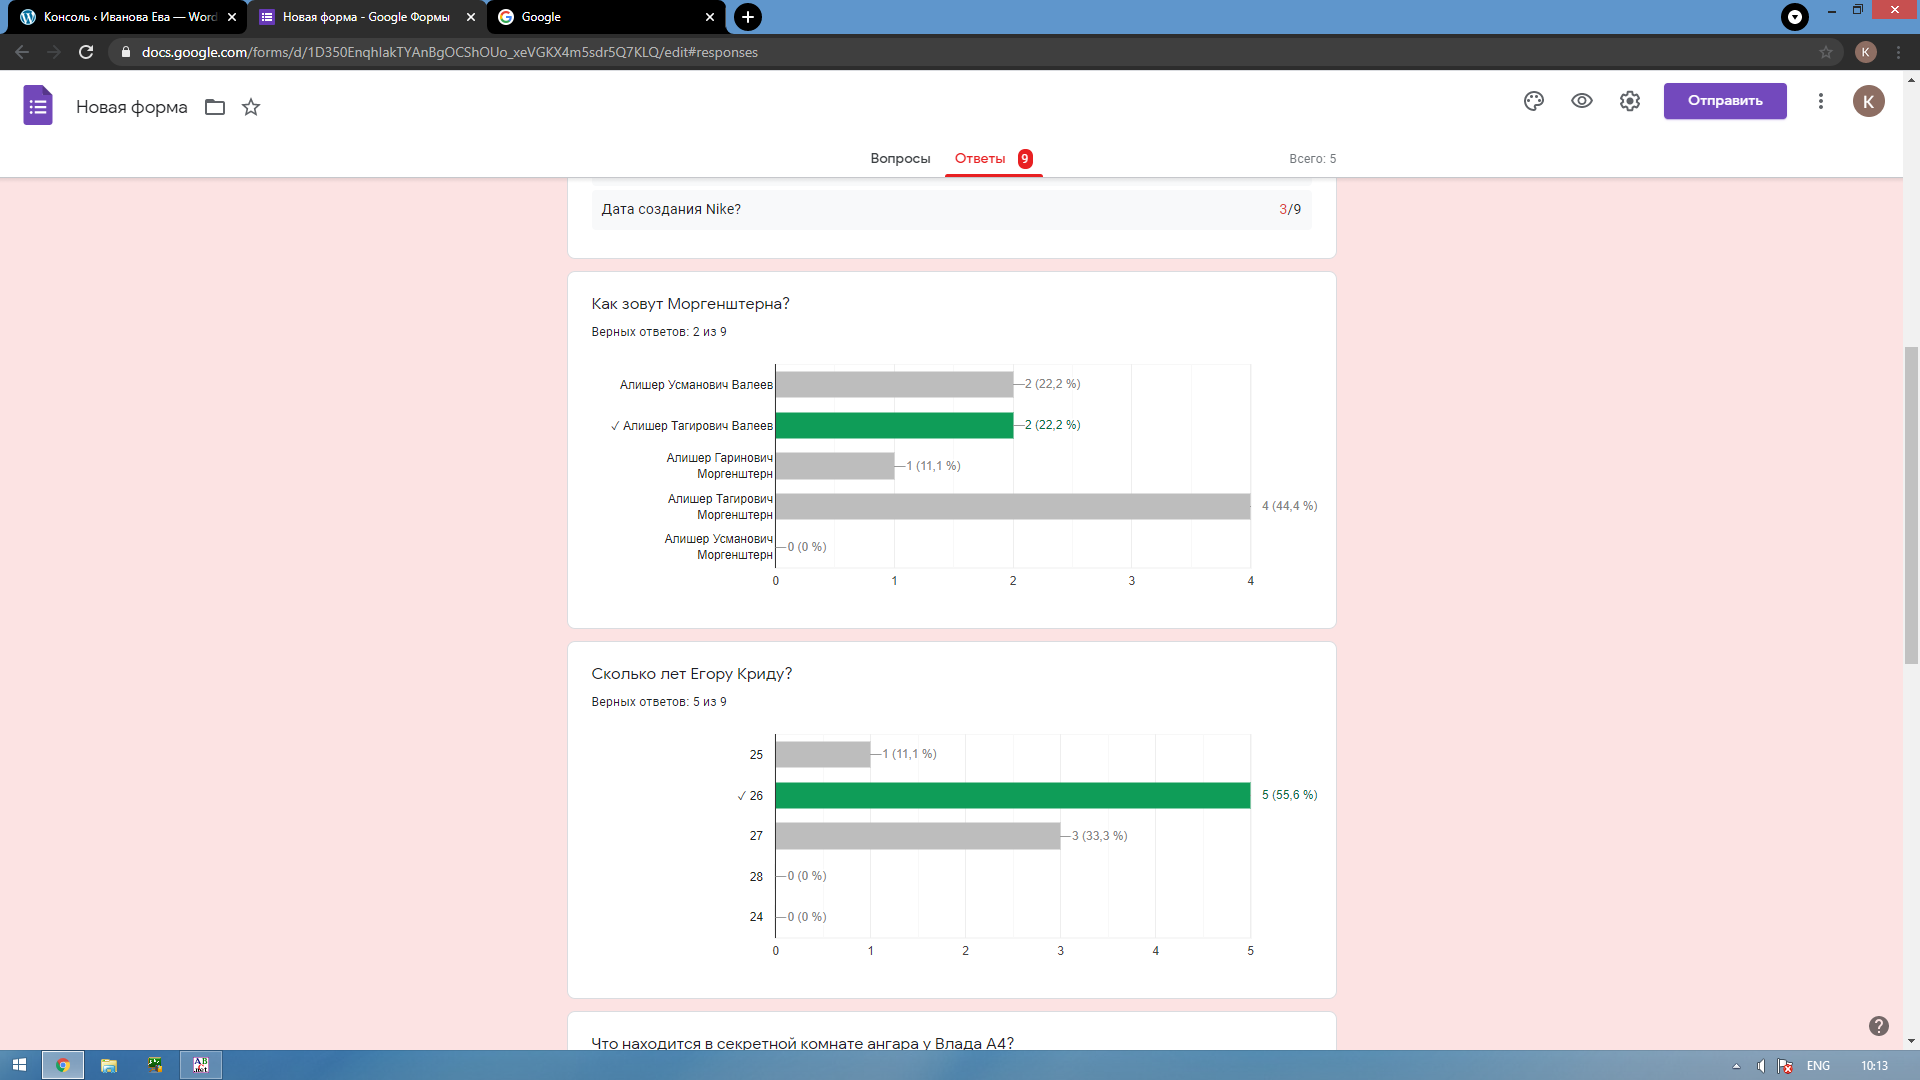 Консоль ‹ Иванова Ева — Word
Новая форма - Google Формы
Google
docs.google.com/forms/d/1D350EnqhlakTYAnBgOCShOUo_xeVGKX4m5sdr5Q7KLQ/edit#responses
K
Новая форма
Отправить
K
Вопросы
Ответы 9
Всего: 5
Дата создания Nike?
3/9
Как зовут Моргенштерна?
Верных ответов: 2 из 9
Алишер Усманович Валеев
2 (22,2 %)
✓ Алишер Тагирович Валеев
2 (22,2 %)
Алишер Гаринович
Моргенштерн
1 (11,1 %)
Алишер Тагирович
Моргенштерн
4 (44,4 %)
Алишер Усманович
Моргенштерн
0 (0 %)
0 1 2 3 4
Сколько лет Егору Криду?
Верных ответов: 5 из 9
25
1 (11,1 %)
✓ 26
5 (55,6 %)
27
3 (33,3 %)
28
0 (0 %)
24
0 (0 %)
0 1 2 3 4 5
Что находится в секретной комнате ангара у Влада А4?
ENG
10:13